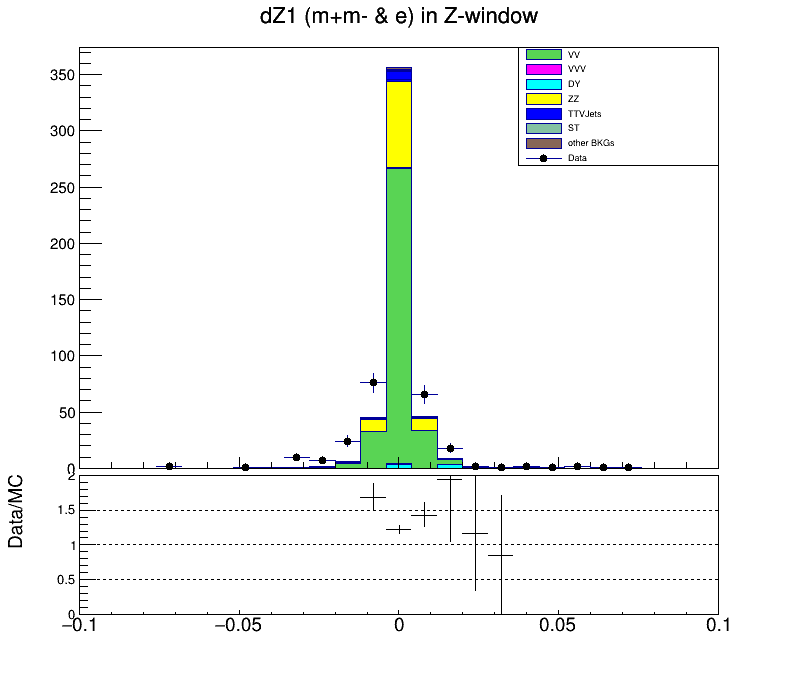 dZ1 (m+m- & e) in Z-window
350
300
250
200
150
100
50
0
VV
VVV
DY
ZZ
TTVJets
ST
other BKGs
Data
Data/MC
2
1.5
1
0.5
0
−0.1
−0.05
0
0.05
0.1